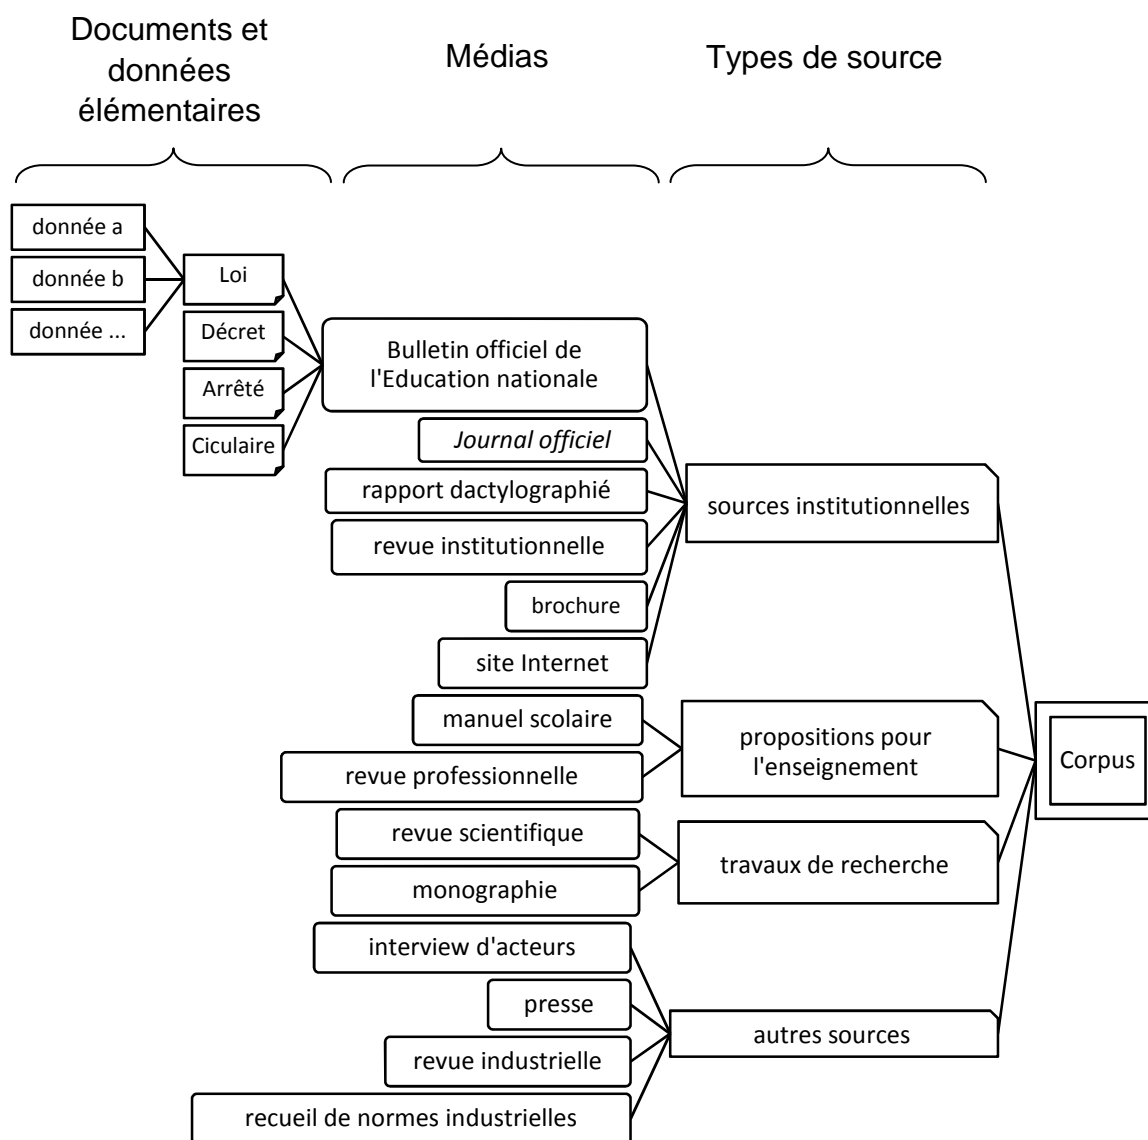 Documents et
données
élémentaires
Médias
Types de source
donnée a
donnée b
donnée ...
Loi
Décret
Arrêté
Ciculaire
Bulletin officiel de
l'Education nationale
Journal officiel
rapport dactylographié
revue institutionnelle
brochure
site Internet
manuel scolaire
revue professionnelle
revue scientifique
monographie
interview d'acteurs
presse
revue industrielle
recueil de normes industrielles
sources institutionnelles
propositions pour
l'enseignement
travaux de recherche
autres sources
Corpus